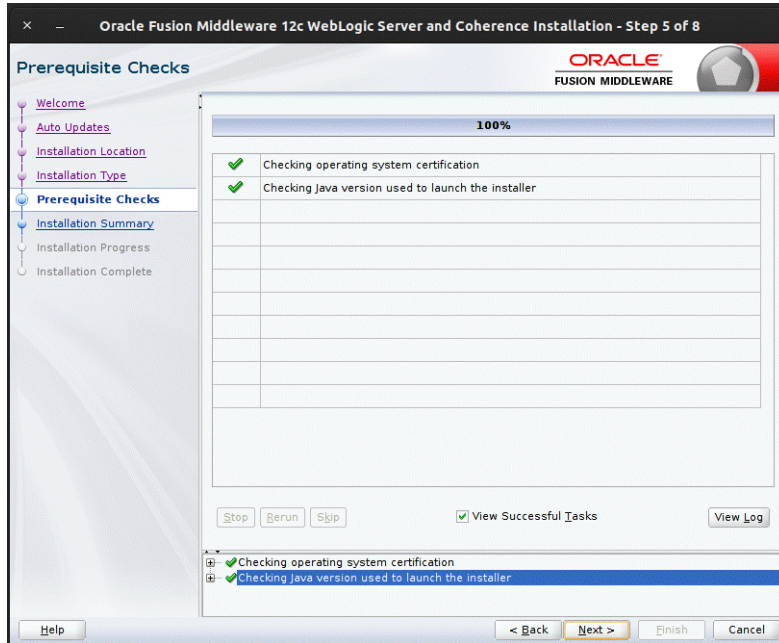 Oracle Fusion Middleware 12c WebLogic Server and Coherence Installation - Step 5 of 8
Prerequisite Checks
ORACLE
FUSION MIDDLEWARE
Welcome
Auto Updates
Installation Location
Installation Type
Prerequisite Checks
Installation Summary
Installation Progress
Installation Complete
100%
Checking operating system certification
Checking Java version used to launch the installer
Stop Rerun Skip View Successful Tasks View Log
Checking operating system certification
Checking Java version used to launch the installer
Help < Back Next > Finish Cancel